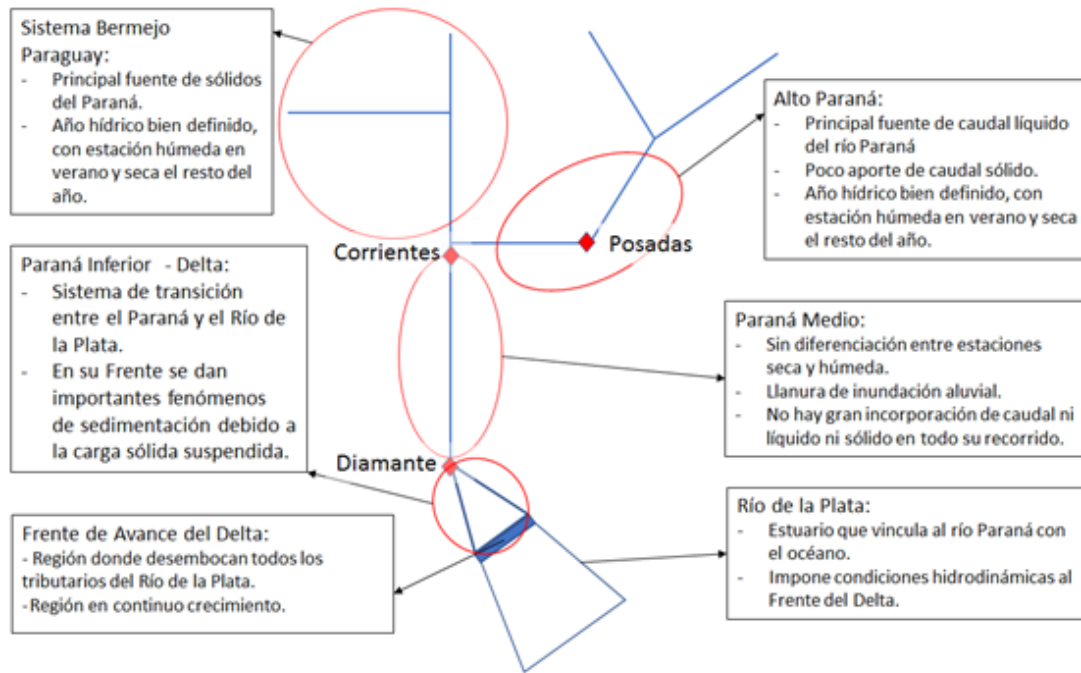 Sistema Bermejo
Paraguay:
- Principal fuente de sólidos
del Paraná.
- Año hídrico bien definido,
con estación húmeda en
verano y seca el resto del
año.
Alto Paraná:
- Principal fuente de caudal líquido
del río Paraná
- Poco aporte de caudal sólido.
- Año hídrico bien definido, con
estación húmeda en verano y seca
el resto del año.
Corrientes
Posadas
Paraná Inferior - Delta:
- Sistema de transición
entre el Paraná y el Río de
la Plata.
- En su Frente se dan
importantes fenómenos
de sedimentación debido a
la carga sólida suspendida.
Paraná Medio:
- Sin diferenciación entre estaciones
seca y húmeda.
- Llanura de inundación aluvial.
- No hay gran incorporación de caudal ni
líquido ni sólido en todo su recorrido.
Diamante
Frente de Avance del Delta:
- Región donde desembocan todos los
tributarios del Río de la Plata.
-Región en continuo crecimiento.
Río de la Plata:
- Estuario que vincula al río Paraná con
el océano.
- Impone condiciones hidrodinámicas al
Frente del Delta.